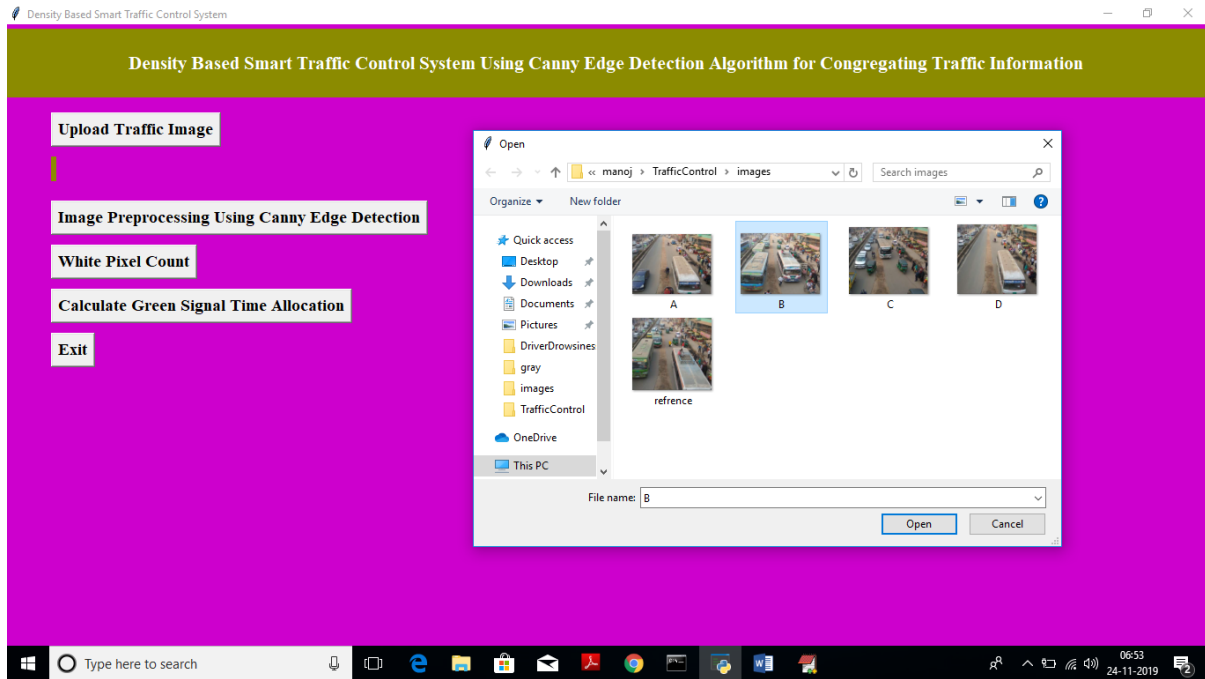 Density Based Smart Traffic Control System
Density Based Smart Traffic Control System Using Canny Edge Detection Algorithm for Congregating Traffic Information
Upload Traffic Image
Image Preprocessing Using Canny Edge Detection
White Pixel Count
Calculate Green Signal Time Allocation
Exit
Open
« manoj › TrafficControl › images
Search images
Organize
New folder
Quick access
Desktop
Downloads
Documents
Pictures
DriverDrowsines
gray
images
TrafficControl
OneDrive
This PC
A
B
C
D
refrence
File name: B
Open
Cancel
Type here to search
06:53
24-11-2019
2